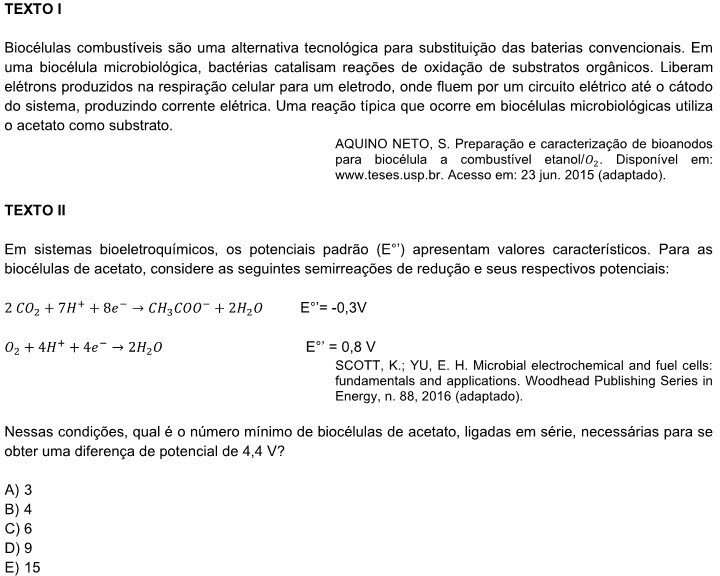 TEXTO I
Biocélulas combustíveis são uma alternativa tecnológica para substituição das baterias convencionais. Em
uma biocélula microbiológica, bactérias catalisam reações de oxidação de substratos orgânicos. Liberam
elétrons produzidos na respiração celular para um eletrodo, onde fluem por um circuito elétrico até o cátodo
do sistema, produzindo corrente elétrica. Uma reação típica que ocorre em biocélulas microbiológicas utiliza
o acetato como substrato.
AQUINO NETO, S. Preparação e caracterização de bioanodos
para biocélula a combustível etanol/O₂. Disponível em:
www.teses.usp.br. Acesso em: 23 jun. 2015 (adaptado).
TEXTO II
Em sistemas bioeletroquímicos, os potenciais padrão (E°’) apresentam valores característicos. Para as
biocélulas de acetato, considere as seguintes semirreações de redução e seus respectivos potenciais:
2 CO₂ + 7H⁺ + 8e⁻ → CH₃COO⁻ + 2H₂O E°’= -0,3V
O₂ + 4H⁺ + 4e⁻ → 2H₂O E°’ = 0,8 V
SCOTT, K.; YU, E. H. Microbial electrochemical and fuel cells:
fundamentals and applications. Woodhead Publishing Series in
Energy, n. 88, 2016 (adaptado).
Nessas condições, qual é o número mínimo de biocélulas de acetato, ligadas em série, necessárias para se
obter uma diferença de potencial de 4,4 V?
A) 3
B) 4
C) 6
D) 9
E) 15